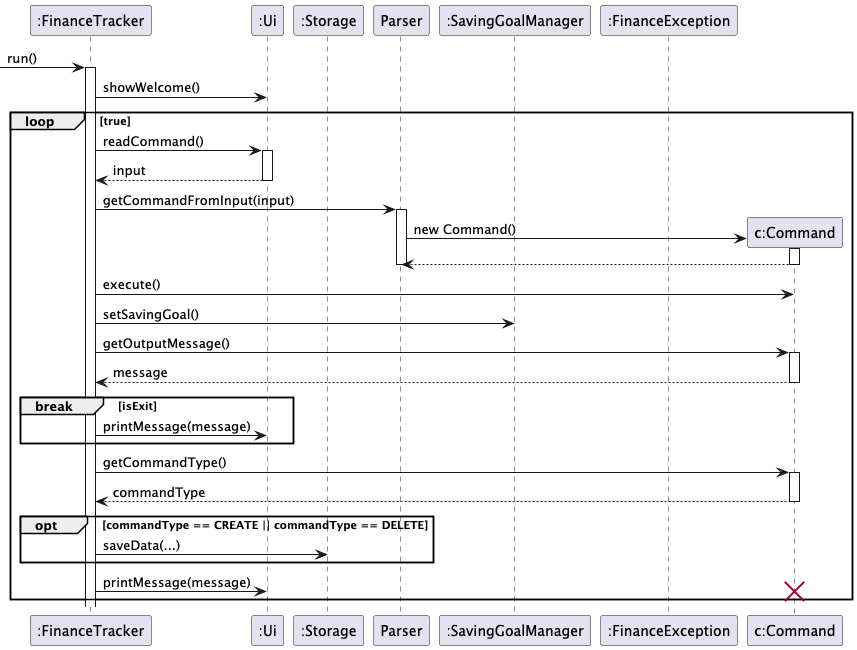 :FinanceTracker :Ui :Storage Parser :SavingGoalManager :FinanceException
run()
showWelcome()
loop [true]
readCommand()
input
getCommandFromInput(input)
new Command()
c:Command
execute()
setSavingGoal()
getOutputMessage()
message
break [isExit]
printMessage(message)
getCommandType()
commandType
opt [commandType == CREATE || commandType == DELETE]
saveData(...)
printMessage(message)
:FinanceTracker :Ui :Storage Parser :SavingGoalManager :FinanceException c:Command